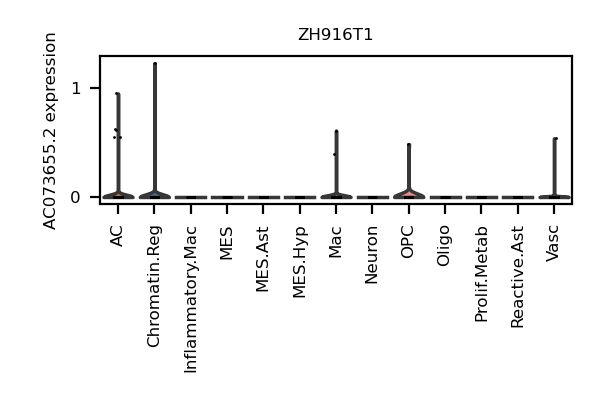 ZH916T1
AC073655.2 expression
1
0
AC
Chromatin.Reg
Inflammatory.Mac
MES
MES.Ast
MES.Hyp
Mac
Neuron
OPC
Oligo
Prolif.Metab
Reactive.Ast
Vasc